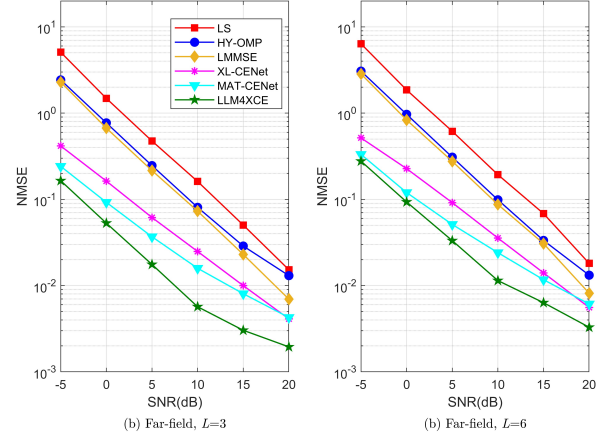 10^1
10^0
10^-1
10^-2
10^-3
NMSE
-5 0 5 10 15 20
SNR(dB)
LS
HY-OMP
LMMSE
XL-CENet
MAT-CENet
LLM4XCE
(b) Far-field, L=3
10^1
10^0
10^-1
10^-2
10^-3
NMSE
-5 0 5 10 15 20
SNR(dB)
(b) Far-field, L=6